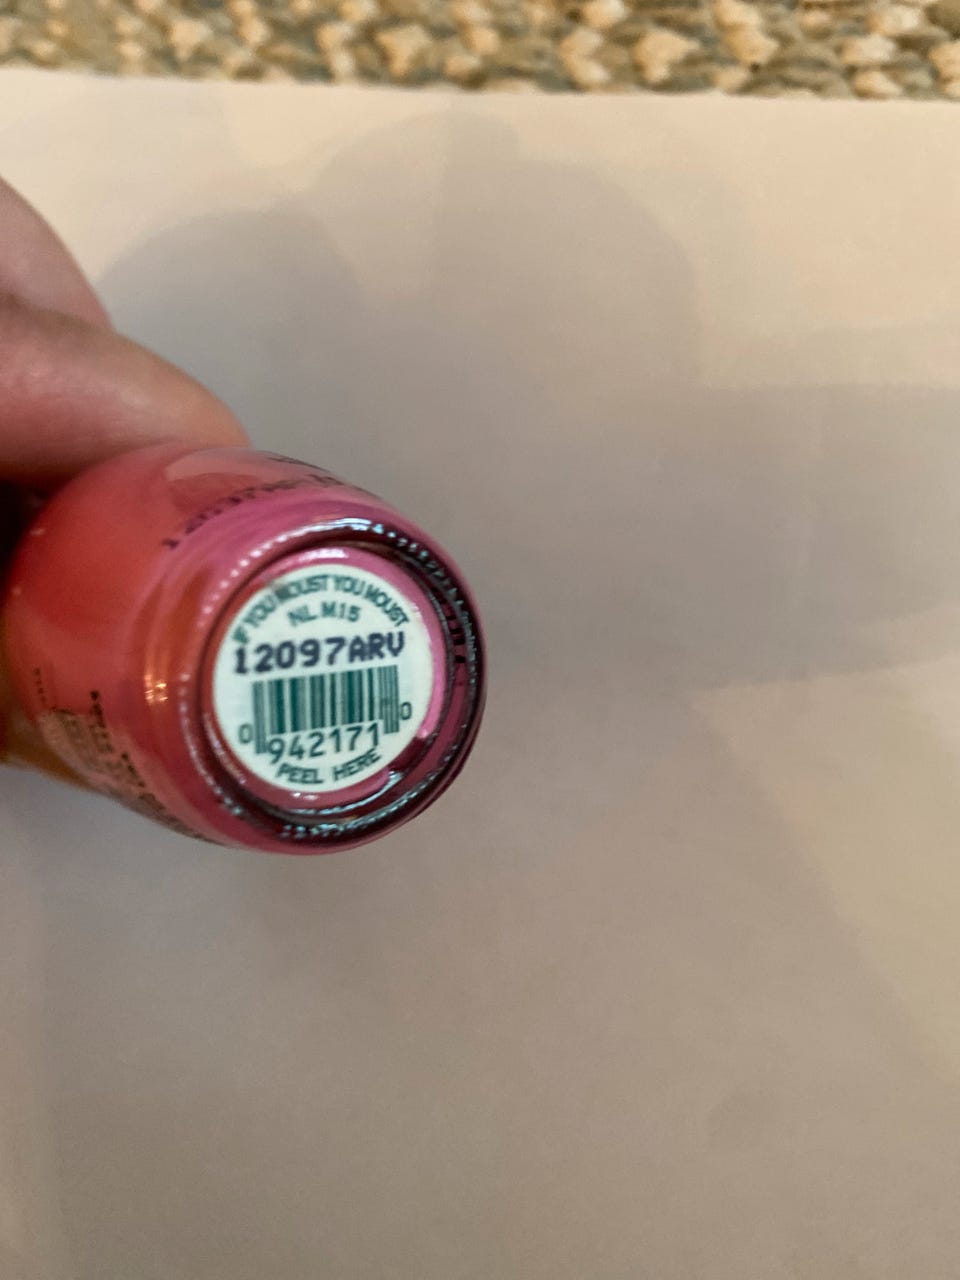 IF YOU MOUST YOU MOUST
NL M15
12097ARV
0 942171 0
PEEL HERE